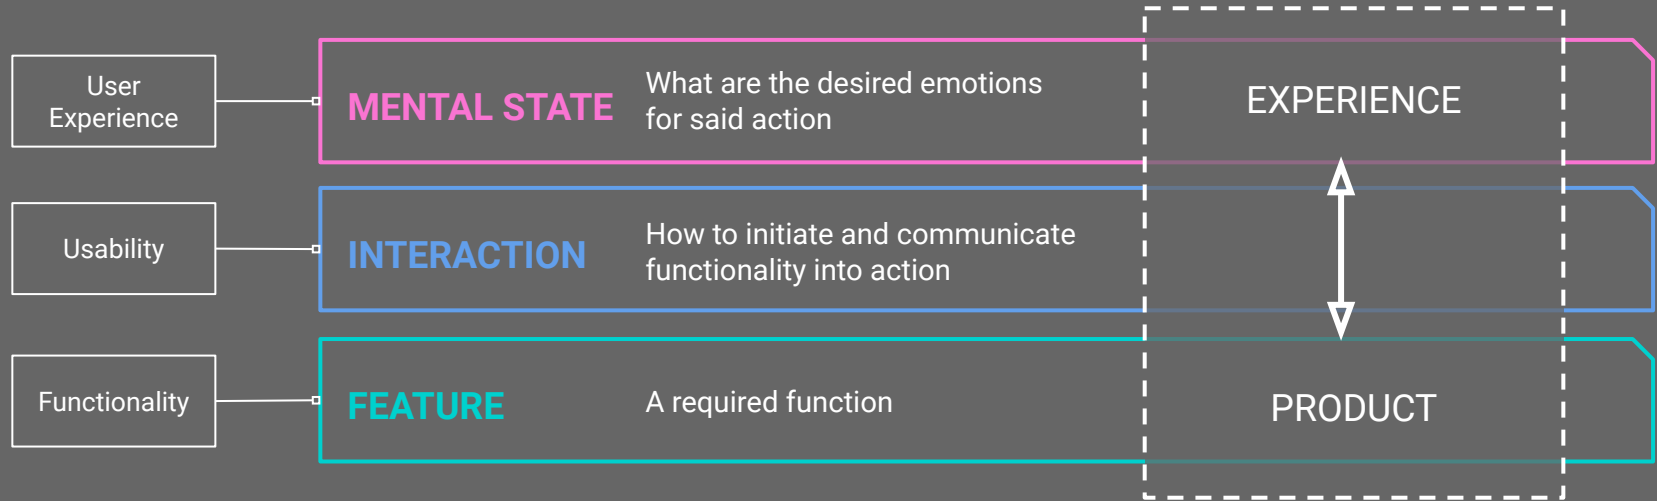 User
Experience
MENTAL STATE
What are the desired emotions
for said action
EXPERIENCE
Usability
INTERACTION
How to initiate and communicate
functionality into action
Functionality
FEATURE
A required function
PRODUCT